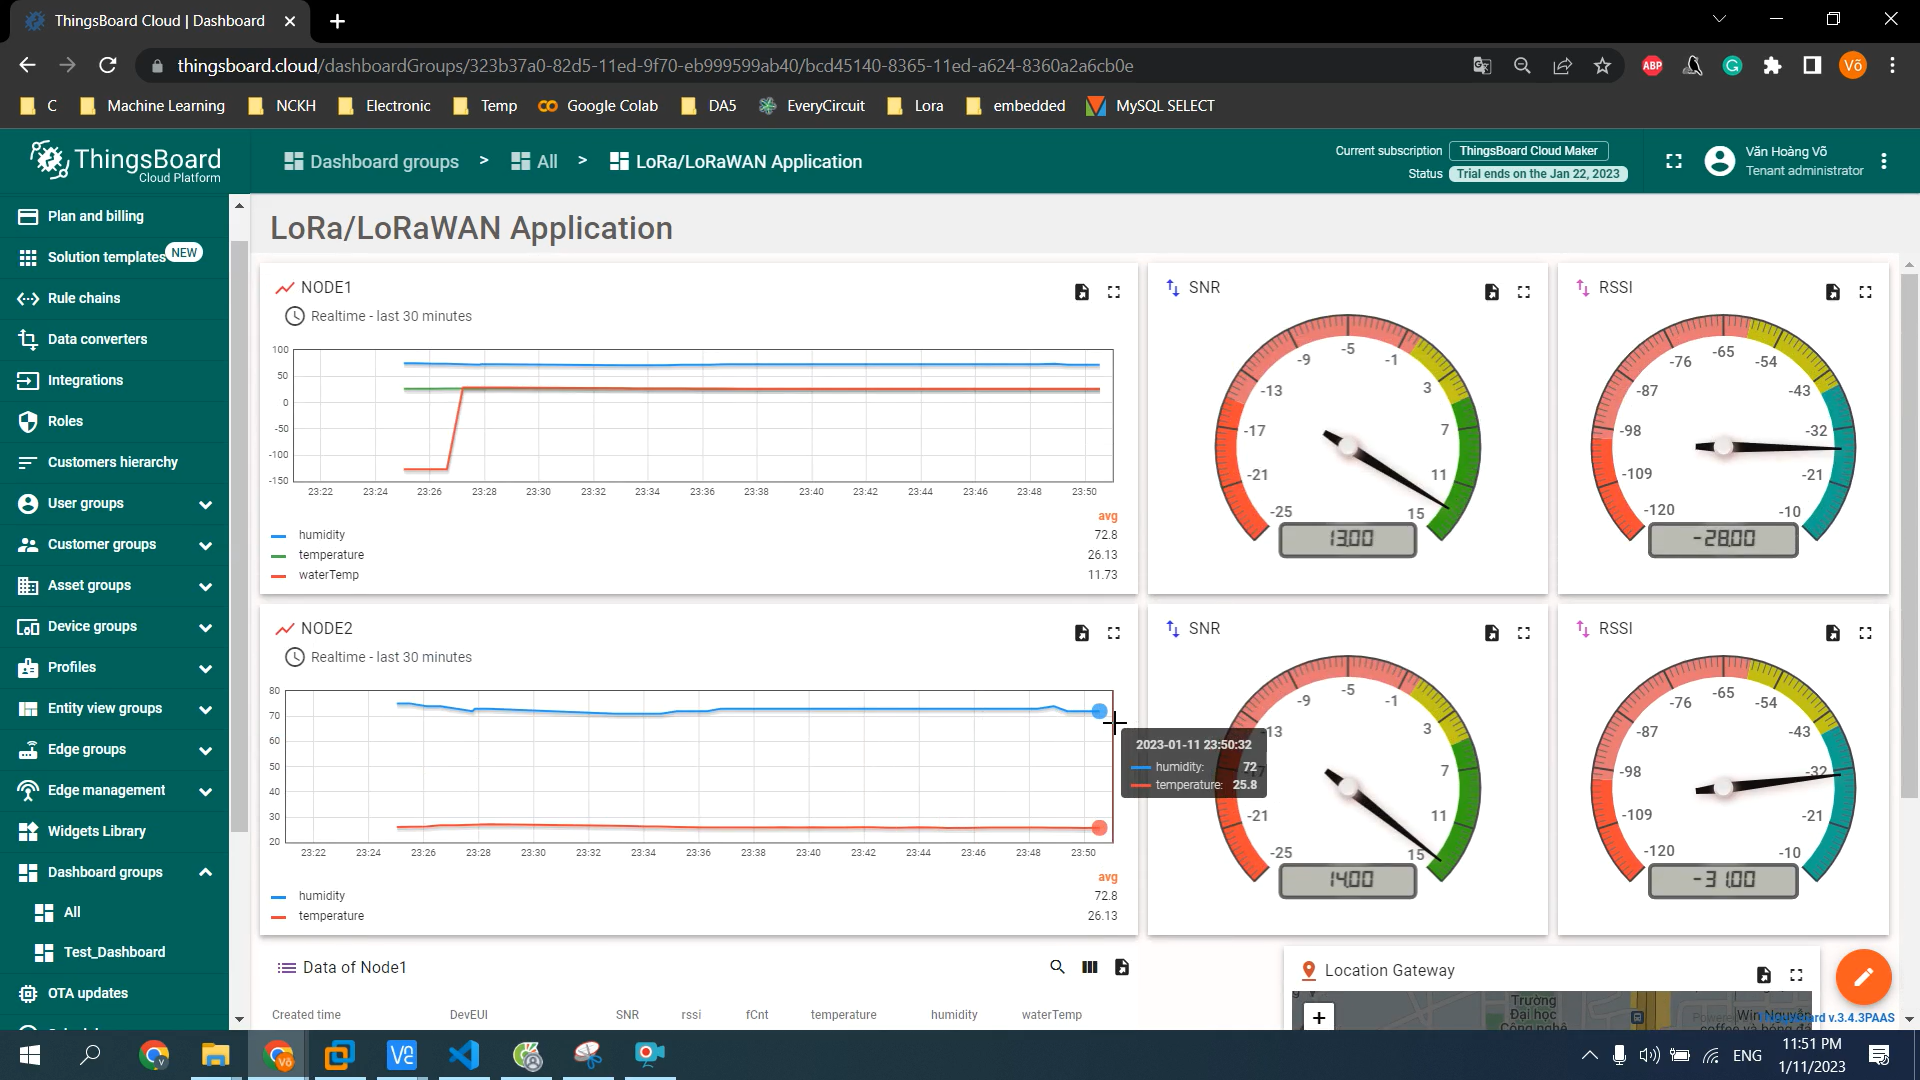 ThingsBoard Cloud | Dashboard
thingsboard.cloud/dashboardGroups/323b37a0-82d5-11ed-9f70-eb999599ab40/bcd45140-8365-11ed-a624-8360a2a6cb0e
ABP
Võ
C
Machine Learning
NCKH
Electronic
Temp
Google Colab
DA5
EveryCircuit
Lora
embedded
MySQL SELECT
ThingsBoard
Cloud Platform
Dashboard groups > All > LoRa/LoRaWAN Application
Current subscription ThingsBoard Cloud Maker
Status Trial ends on the Jan 22, 2023
Văn Hoàng Võ
Tenant administrator
Plan and billing
Solution templates NEW
Rule chains
Data converters
Integrations
Roles
Customers hierarchy
User groups
Customer groups
Asset groups
Device groups
Profiles
Entity view groups
Edge groups
Edge management
Widgets Library
Dashboard groups
All
Test_Dashboard
OTA updates
LoRa/LoRaWAN Application
NODE1
Realtime - last 30 minutes
100
50
0
-50
-100
-150
23:22 23:24 23:26 23:28 23:30 23:32 23:34 23:36 23:38 23:40 23:42 23:44 23:46 23:48 23:50
avg
humidity 72.8
temperature 26.13
waterTemp 11.73
SNR
-25 -21 -17 -13 -9 -5 -1 3 7 11 15
13.00
RSSI
-120 -109 -98 -87 -76 -65 -54 -43 -32 -21 -10
-28.00
NODE2
Realtime - last 30 minutes
80
70
60
50
40
30
20
23:22 23:24 23:26 23:28 23:30 23:32 23:34 23:36 23:38 23:40 23:42 23:44 23:46 23:48 23:50
2023-01-11 23:50:32
humidity: 72
temperature: 25.8
avg
humidity 72.8
temperature 26.13
SNR
-25 -21 -17 -13 -9 -5 -1 3 7 11 15
14.00
RSSI
-120 -109 -98 -87 -76 -65 -54 -43 -32 -21 -10
-31.00
Data of Node1
Created time DevEUI SNR rssi fCnt temperature humidity waterTemp
Location Gateway
+
Trường
Đại học
Công nghệ
Win Nguyễn
v.3.4.3PAAS
ENG
11:51 PM
1/11/2023